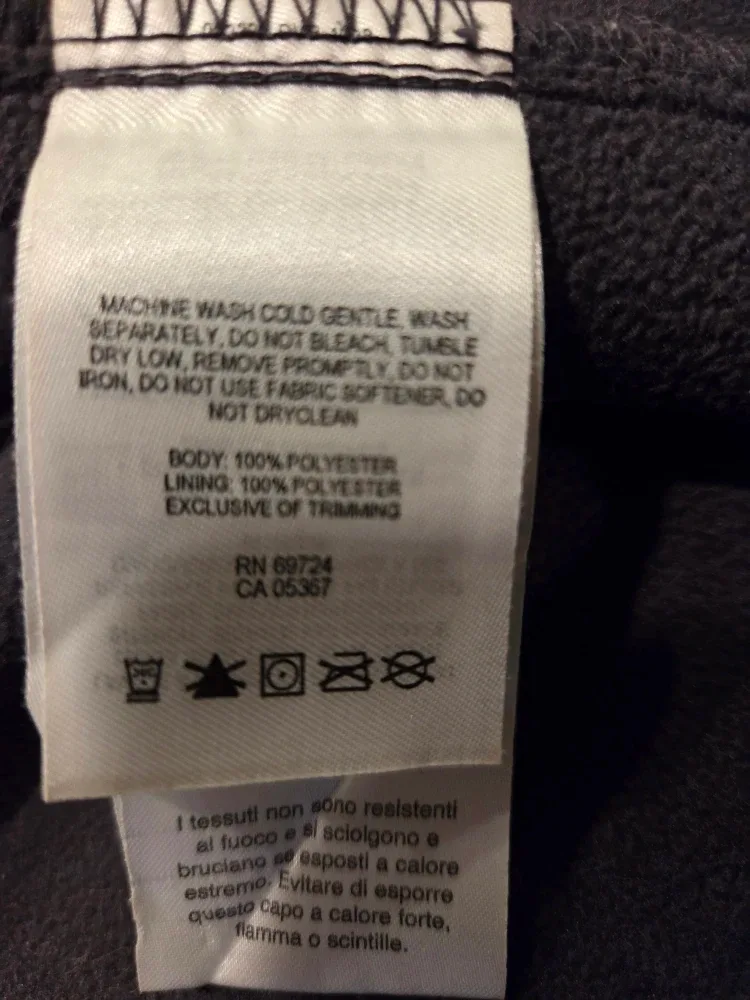 MACHINE WASH COLD GENTLE, WASH
SEPARATELY, DO NOT BLEACH, TUMBLE
DRY LOW, REMOVE PROMPTLY, DO NOT
IRON, DO NOT USE FABRIC SOFTENER, DO
NOT DRYCLEAN
BODY: 100% POLYESTER
LINING: 100% POLYESTER
EXCLUSIVE OF TRIMMING
RN 69724
CA 05367
I tessuti non sono resistenti
al fuoco e si sciolgono e
bruciano se esposti a calore
estremo. Evitare di esporre
questo capo a calore forte,
fiamma o scintille.